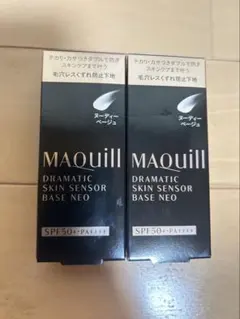 テカリ・カサつきダブルで防ぎ
スキンケアまで叶う
毛穴レスくずれ防止下地
ヌーディー
ベージュ
MAQuill
DRAMATIC
SKIN SENSOR
BASE NEO
SPF50+・PA++++
テカリ・カサつきダブルで防ぎ
スキンケアまで叶う
毛穴レスくずれ防止下地
ヌーディー
ベージュ
MAQuill
DRAMATIC
SKIN SENSOR
BASE NEO
SPF50+・PA++++